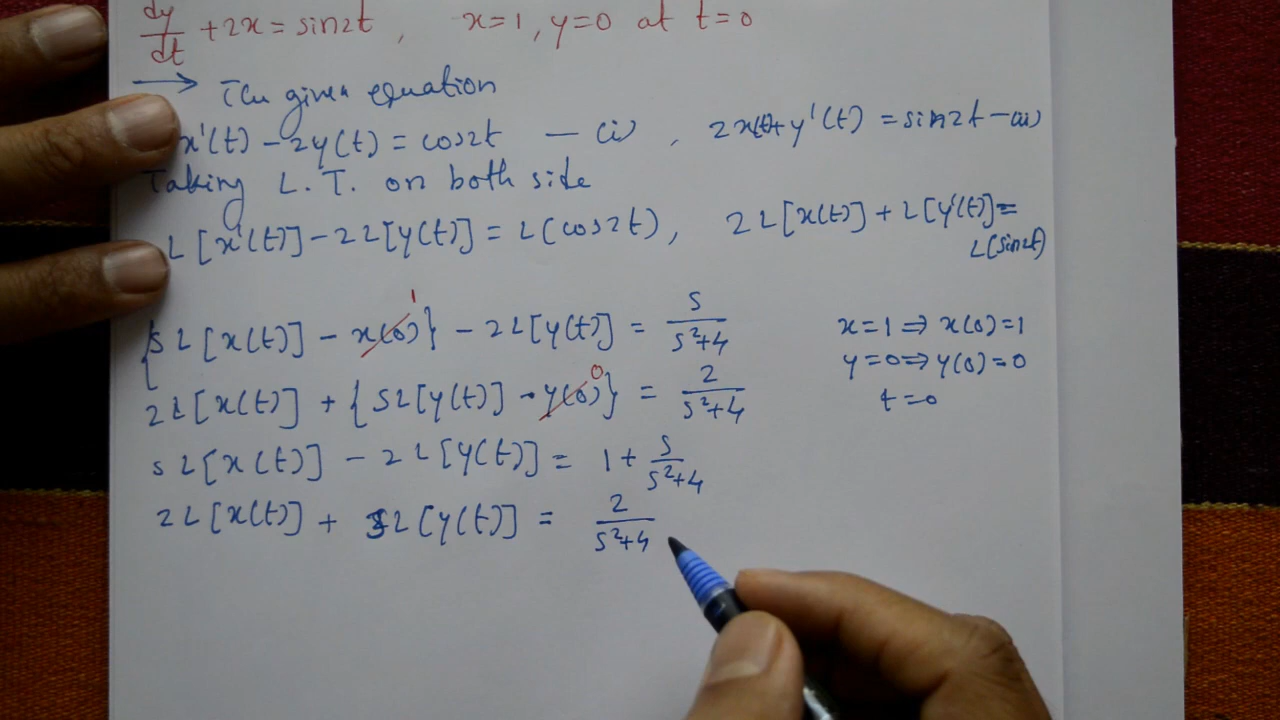 dy/dt + 2x = sin2t , x=1, y=0 at t=0
→ The given equation
x'(t) - 2y(t) = cos2t — (i) , 2x(t)+y'(t) = sin2t - (ii)
Taking L.T. on both side
L[x'(t)] - 2L[y(t)] = L(cos2t), 2L[x(t)] + L[y'(t)] =
L(sin2t)
{sL[x(t)] - x(0)} - 2L[y(t)] = s/s²+4
1
2L[x(t)] + {sL[y(t)] - y(0)} = 2/s²+4
0
x=1 ⇒ x(0)=1
y=0 ⇒ y(0)=0
t=0
sL[x(t)] - 2L[y(t)] = 1 + s/s²+4
2L[x(t)] + sL[y(t)] = 2/s²+4